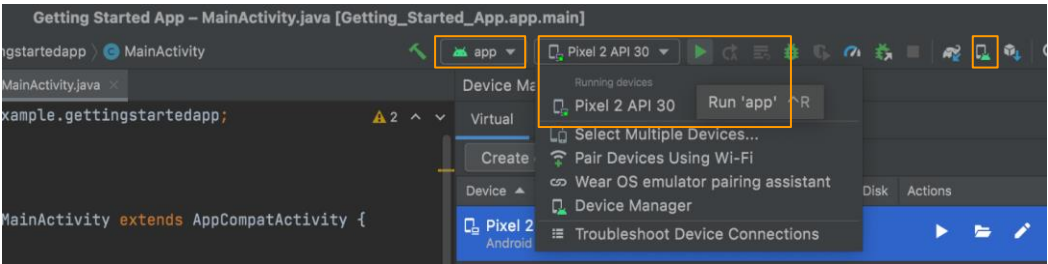 Getting Started App – MainActivity.java [Getting_Started_App.app.main]
ngstartedapp 〉 C MainActivity
app
Pixel 2 API 30
MainActivity.java ×
Device Ma
Running devices
Pixel 2 API 30
Run 'app' ^R
xample.gettingstartedapp;
2
Virtual
Select Multiple Devices...
Create
Pair Devices Using Wi-Fi
Device
Wear OS emulator pairing assistant
Disk
Actions
Device Manager
MainActivity extends AppCompatActivity {
Pixel 2
Android
Troubleshoot Device Connections